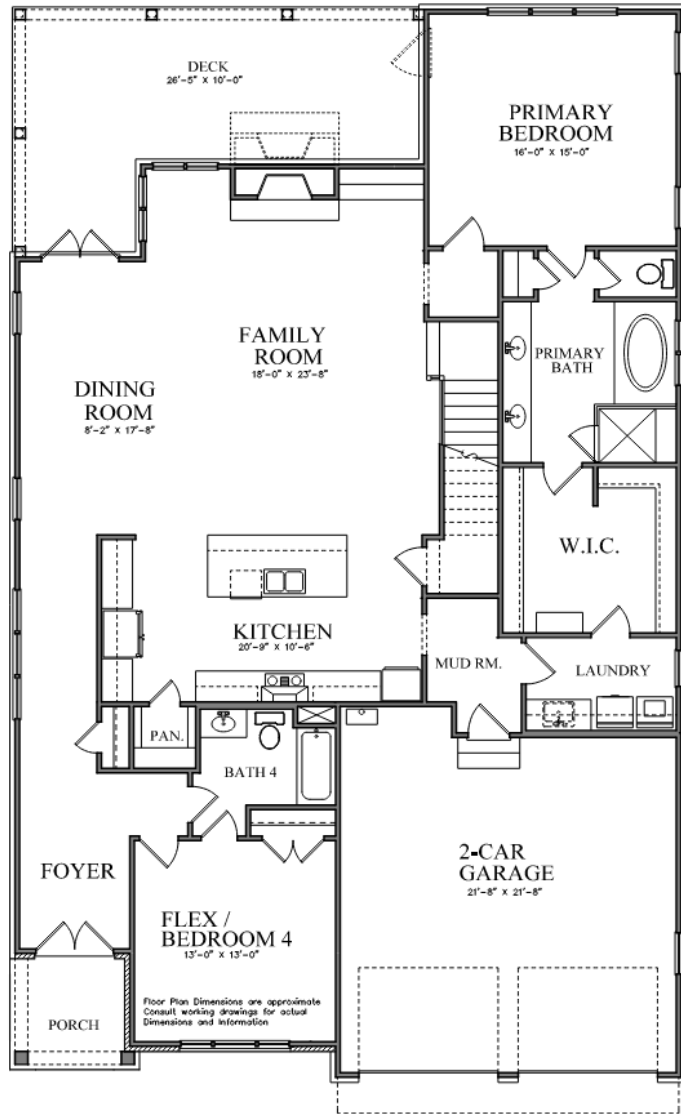 DECK
26'-5" X 10'-0"
PRIMARY
BEDROOM
16'-0" X 15'-0"
FAMILY
ROOM
18'-0" X 23'-8"
PRIMARY
BATH
DINING
ROOM
8'-2" X 17'-8"
W.I.C.
KITCHEN
20'-9" X 10'-6"
MUD RM.
LAUNDRY
PAN.
BATH 4
2-CAR
GARAGE
21'-8" X 21'-8"
FOYER
FLEX /
BEDROOM 4
13'-0" X 13'-0"
Floor Plan Dimensions are approximate
Consult working drawings for actual
Dimensions and Information
PORCH